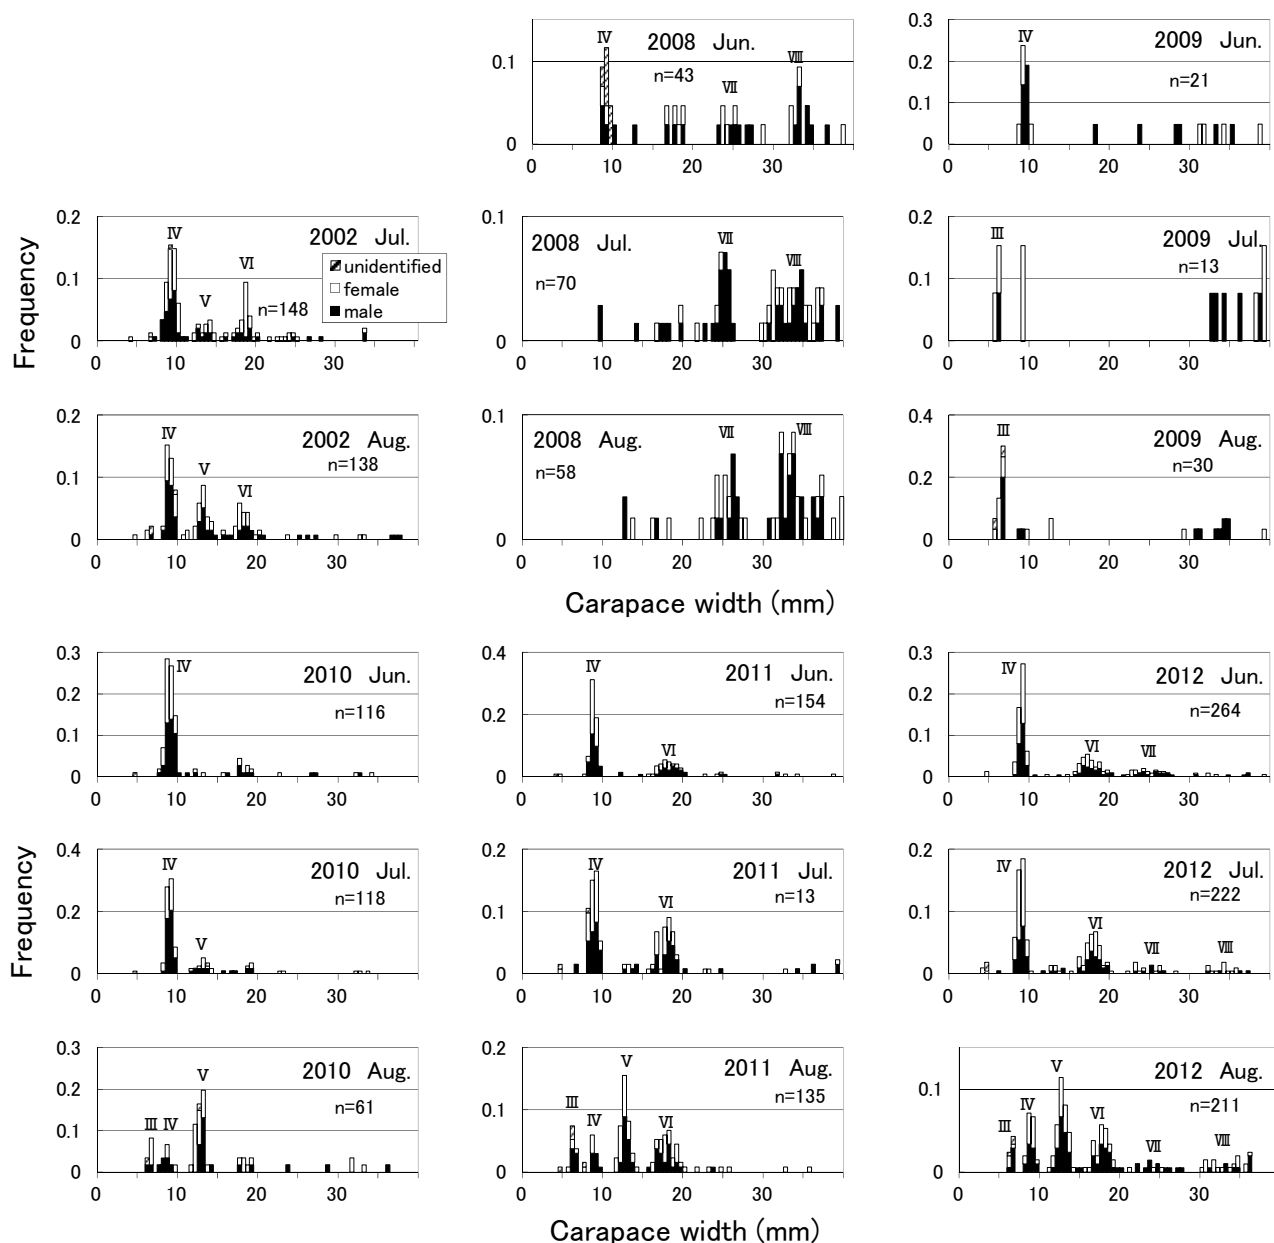 2008 Jun.
n=43
IV
VII
VIII
0.1
0
0 10 20 30
2009 Jun.
n=21
IV
0.3
0.2
0.1
0
0 10 20 30
Frequency
2002 Jul.
n=148
IV
V
VI
unidentified
female
male
0.2
0.1
0
0 10 20 30
2008 Jul.
n=70
VII
VIII
0.1
0
0 10 20 30
2009 Jul.
n=13
III
0.2
0.1
0
0 10 20 30
2002 Aug.
n=138
IV
V
VI
0.2
0.1
0
0 10 20 30
2008 Aug.
n=58
VII
VIII
0.1
0
0 10 20 30
2009 Aug.
n=30
III
0.4
0.2
0
0 10 20 30
Carapace width (mm)
2010 Jun.
n=116
IV
0.3
0.2
0.1
0
0 10 20 30
2011 Jun.
n=154
IV
VI
0.4
0.2
0
0 10 20 30
2012 Jun.
n=264
IV
VI
VII
0.3
0.2
0.1
0
0 10 20 30
Frequency
2010 Jul.
n=118
IV
V
0.4
0.2
0
0 10 20 30
2011 Jul.
n=13
IV
VI
0.2
0.1
0
0 10 20 30
2012 Jul.
n=222
IV
VI
VII
VIII
0.2
0.1
0
0 10 20 30
2010 Aug.
n=61
III
IV
V
0.3
0.2
0.1
0
0 10 20 30
2011 Aug.
n=135
III
IV
V
VI
0.2
0.1
0
0 10 20 30
2012 Aug.
n=211
III
IV
V
VI
VII
VIII
0.1
0
0 10 20 30
Carapace width (mm)